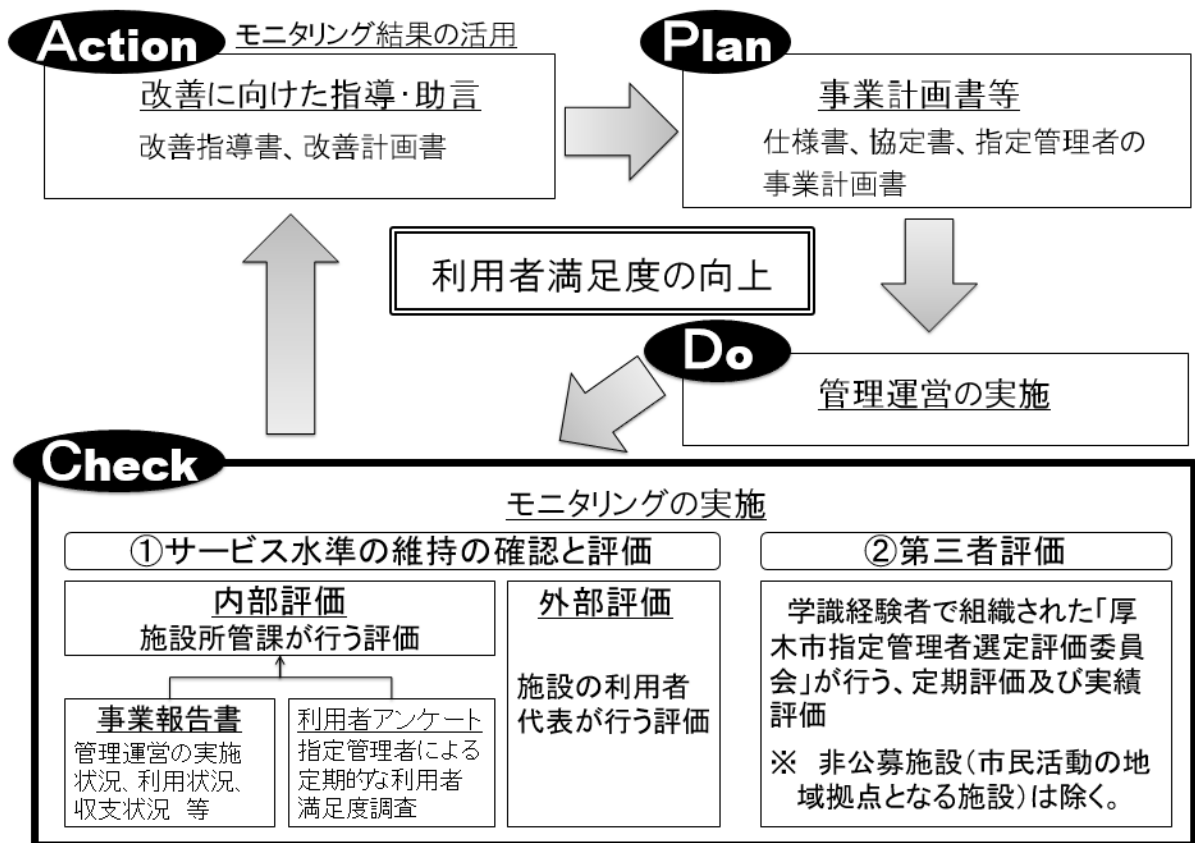 Action
モニタリング結果の活用
改善に向けた指導・助言
改善指導書、改善計画書
Plan
事業計画書等
仕様書、協定書、指定管理者の
事業計画書
利用者満足度の向上
Do
管理運営の実施
Check
モニタリングの実施
①サービス水準の維持の確認と評価
内部評価
施設所管課が行う評価
事業報告書
管理運営の実施
状況、利用状況、
収支状況 等
利用者アンケート
指定管理者による
定期的な利用者
満足度調査
外部評価
施設の利用者
代表が行う評価
②第三者評価
学識経験者で組織された「厚
木市指定管理者選定評価委員
会」が行う、定期評価及び実績
評価
※ 非公募施設(市民活動の地
域拠点となる施設)は除く。